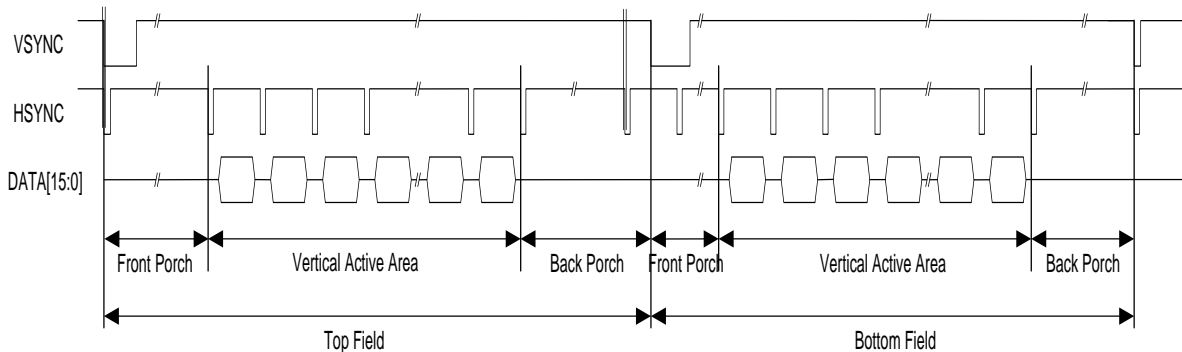 VSYNC
HSYNC
DATA[15:0]
Front Porch
Vertical Active Area
Back Porch
Front Porch
Vertical Active Area
Back Porch
Top Field
Bottom Field